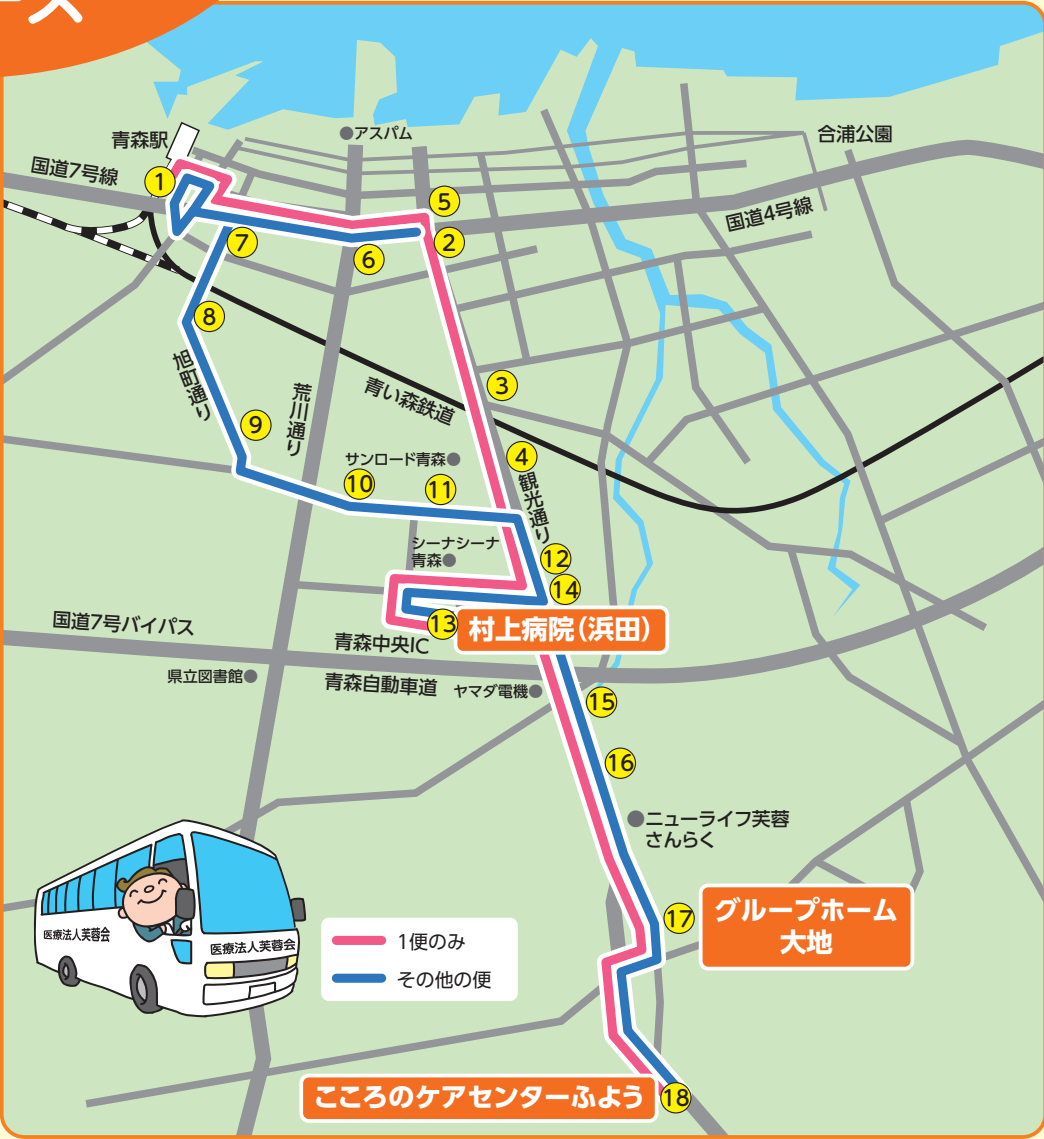 ース
アスパム
青森駅
合浦公園
国道7号線
1
5
国道4号線
2
7
6
8
旭町通り
荒川通り
青い森鉄道
3
9
サンロード青森
4
観光通り
10
11
シーナシーナ
青森
12
14
13
村上病院（浜田）
国道7号バイパス
青森中央IC
県立図書館
青森自動車道
ヤマダ電機
15
16
ニューライフ芙蓉
さんらく
17
グループホーム
大地
医療法人芙蓉会
医療法人芙蓉会
1便のみ
その他の便
こころのケアセンターふよう
18